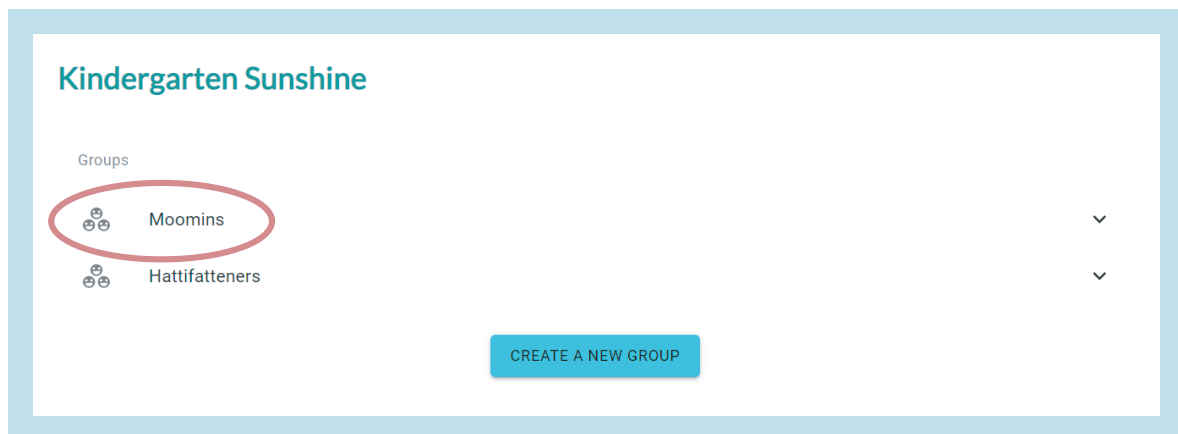 Kindergarten Sunshine
Groups
Moomins
Hattifatteners
CREATE A NEW GROUP